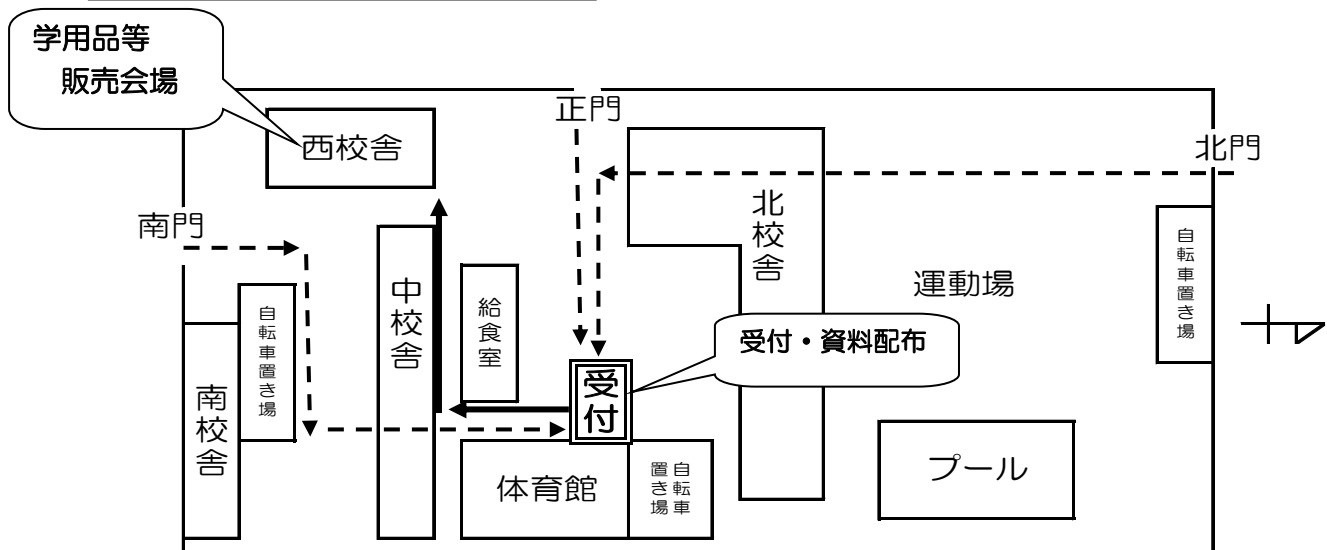 学用品等
販売会場
正門
西校舎
北門
南門
北校舎
自転車置き場
運動場
中校舎
給食室
自転車置き場
受付・資料配布
受付
南校舎
体育館
自転車置き場
プール